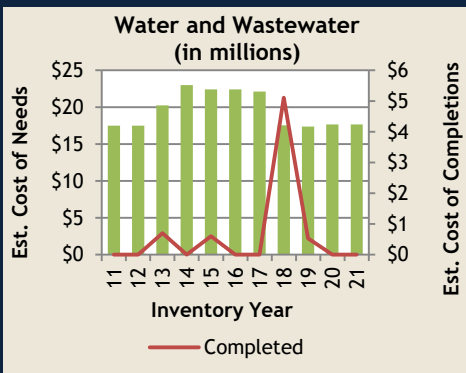 Water and Wastewater
(in millions)
Est. Cost of Needs
$25
$20
$15
$10
$5
$0
$6
$5
$4
$3
$2
$1
$0
Est. Cost of Completions
11 12 13 14 15 16 17 18 19 20 21
Inventory Year
Completed